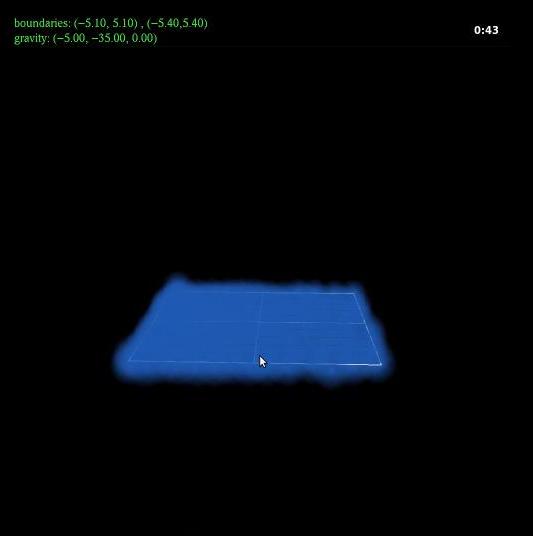 boundaries: (−5.10, 5.10) , (−5.40,5.40)
gravity: (−5.00, −35.00, 0.00)
0:43